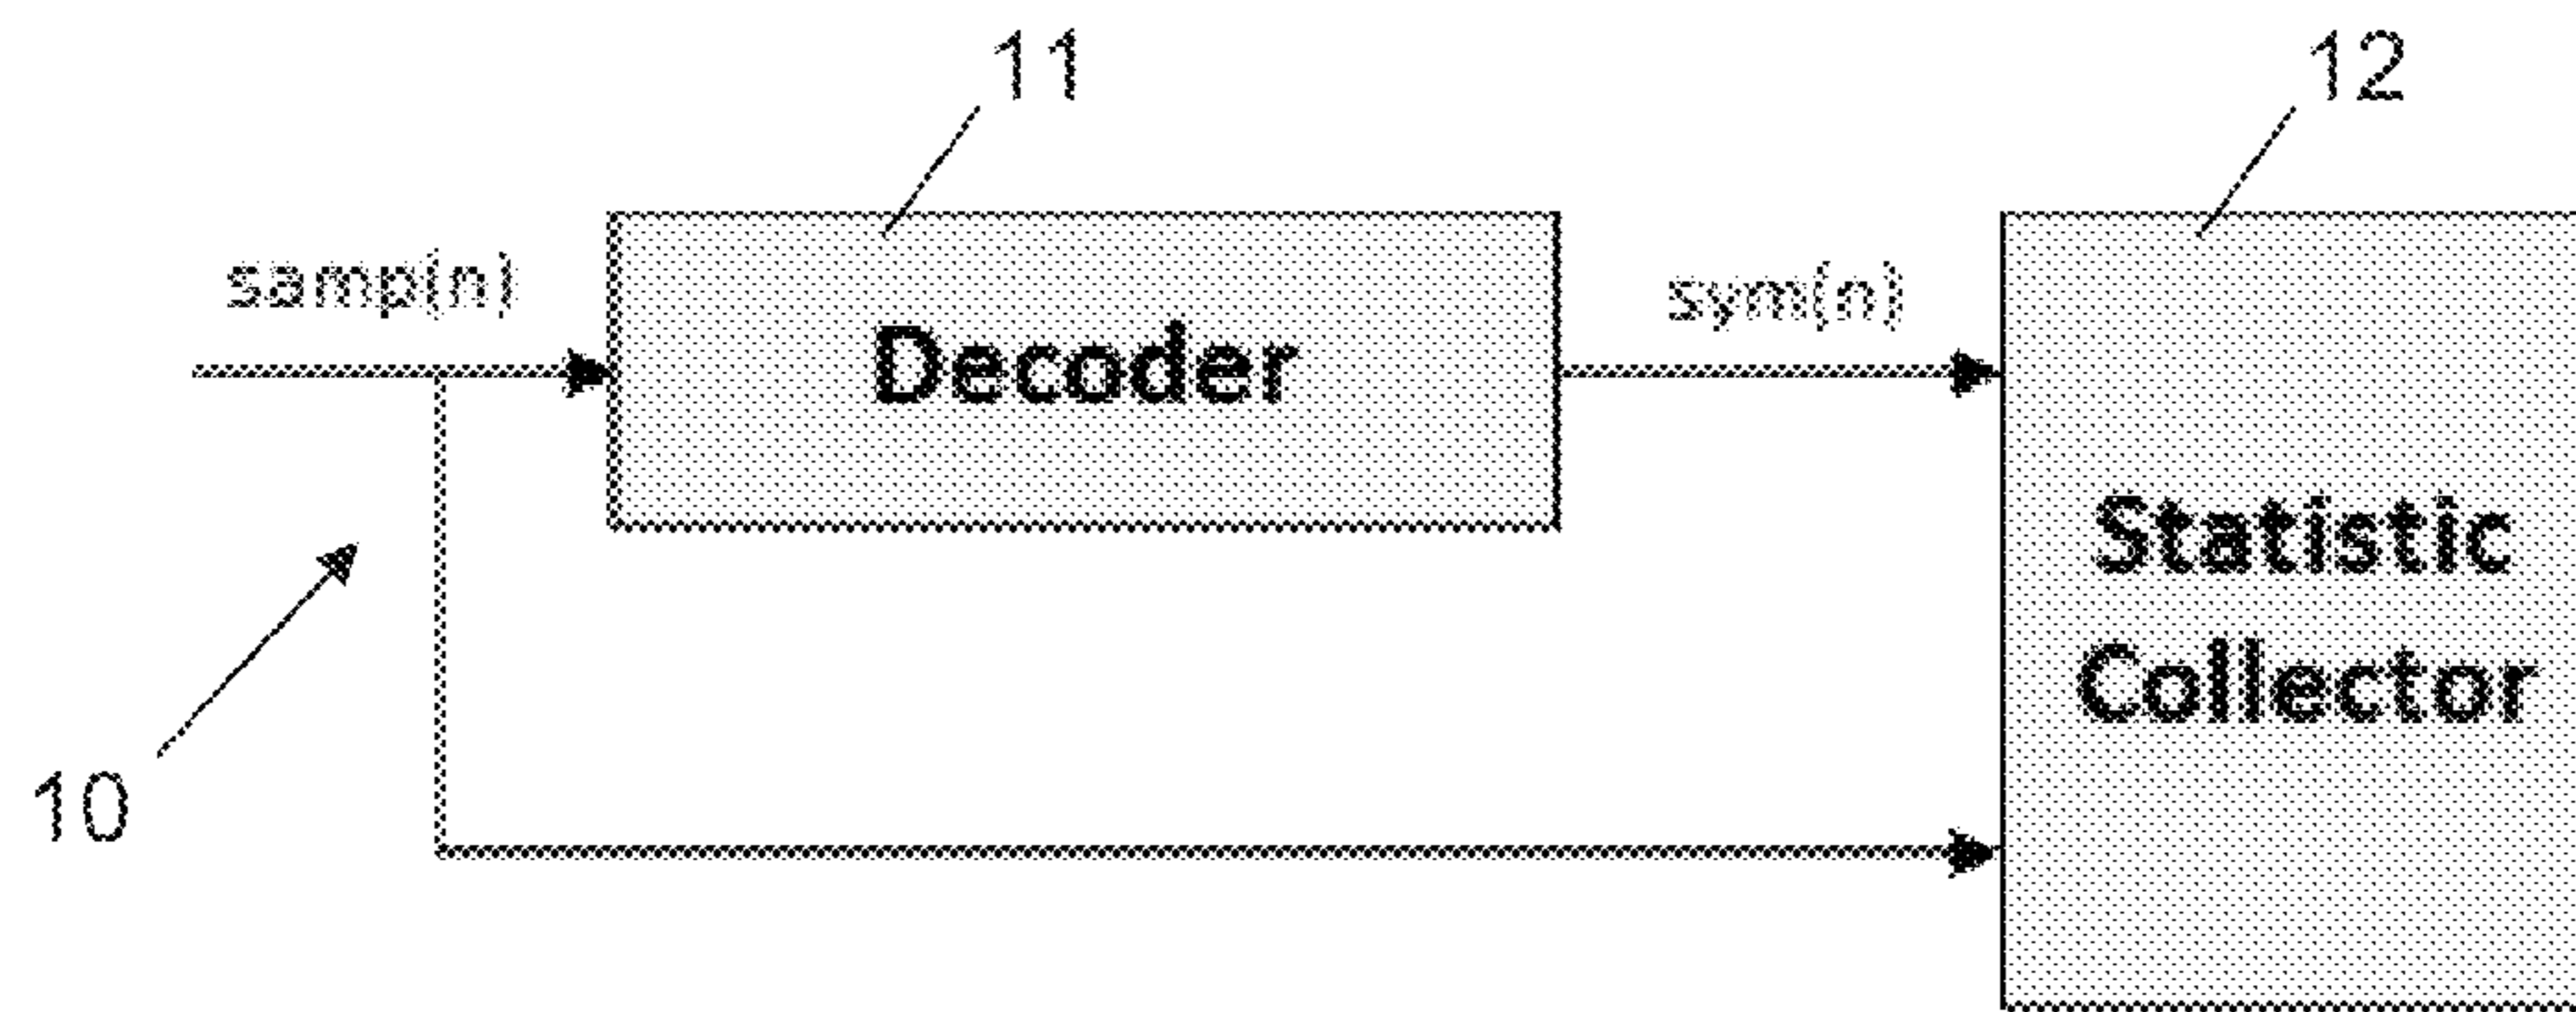 11
12
samp(n)
sym(n)
Decoder
Statistic
Collector
10